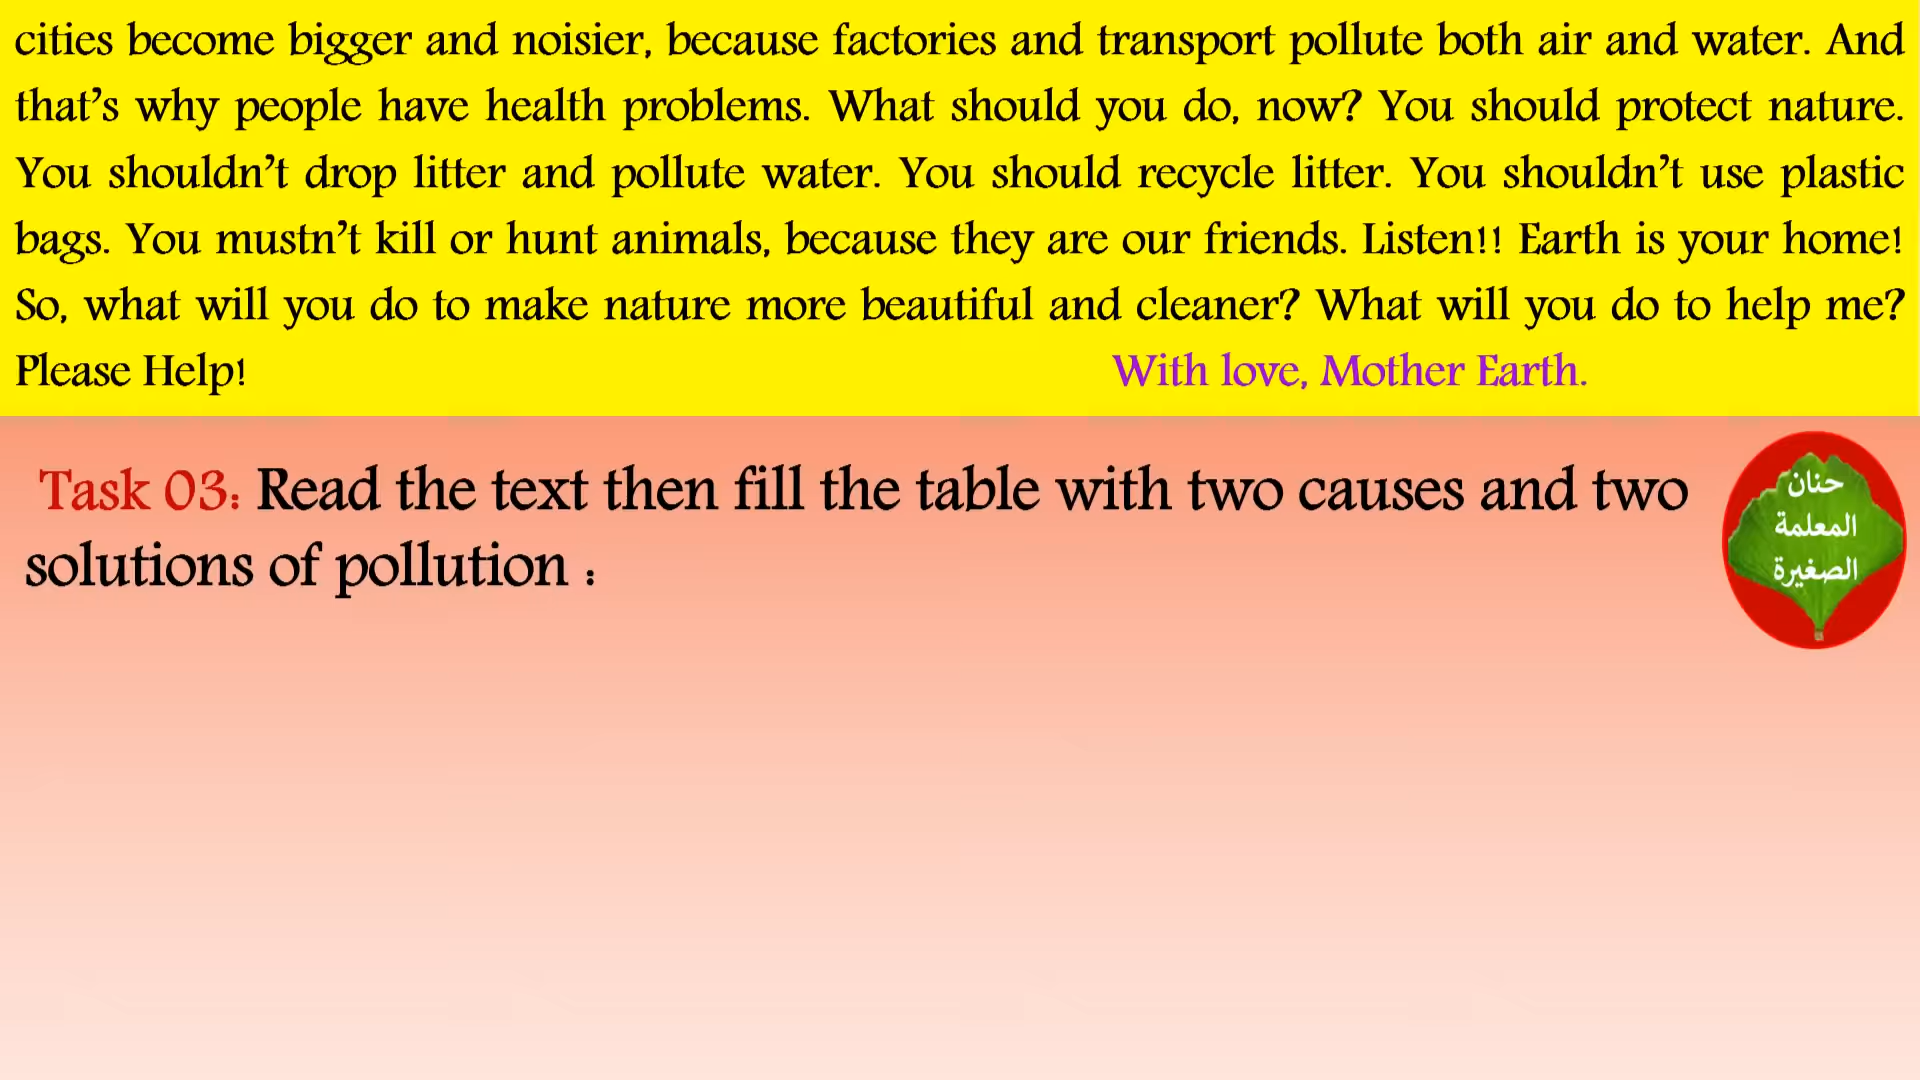 cities become bigger and noisier, because factories and transport pollute both air and water. And
that's why people have health problems. What should you do, now? You should protect nature.
You shouldn't drop litter and pollute water. You should recycle litter. You shouldn't use plastic
bags. You mustn't kill or hunt animals, because they are our friends. Listen!! Earth is your home!
So, what will you do to make nature more beautiful and cleaner? What will you do to help me?
Please Help! With love, Mother Earth.
Task 03: Read the text then fill the table with two causes and two
solutions of pollution :
حنان
المعلمة
الصغيرة